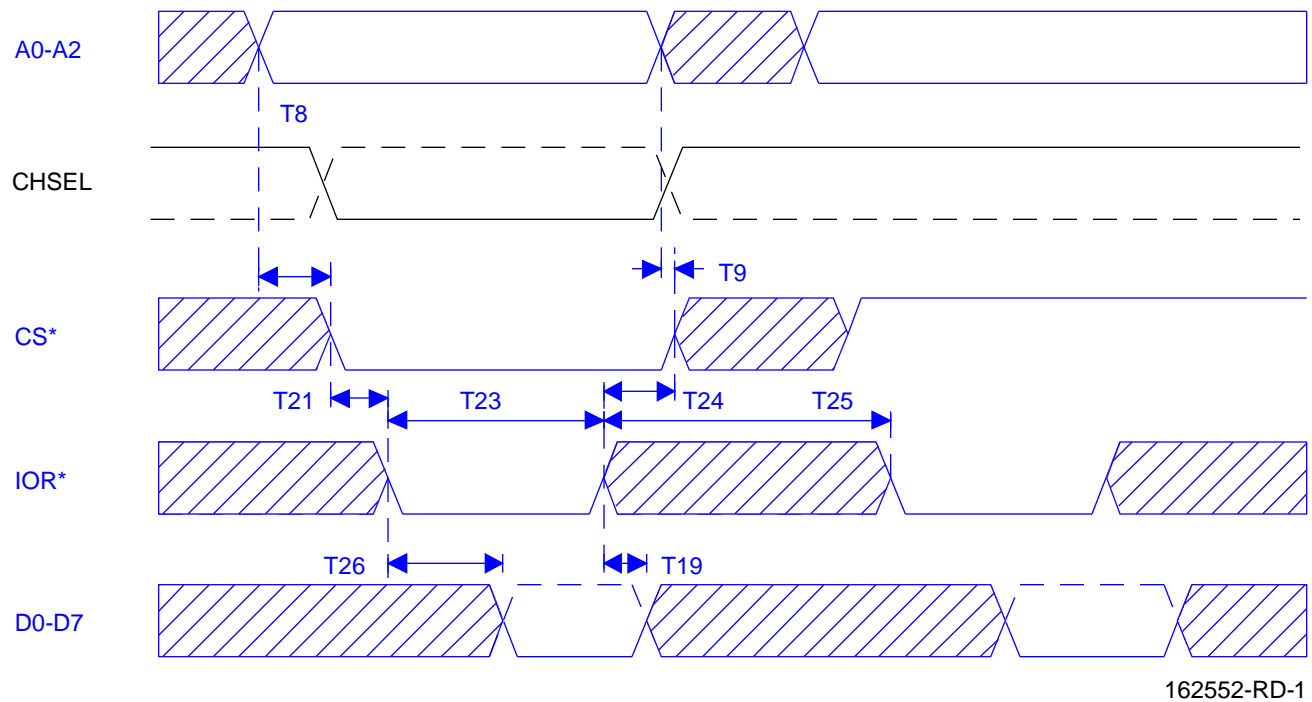 A0-A2
T8
CHSEL
T9
CS*
T21 T23 T24 T25
IOR*
T26 T19
D0-D7
162552-RD-1